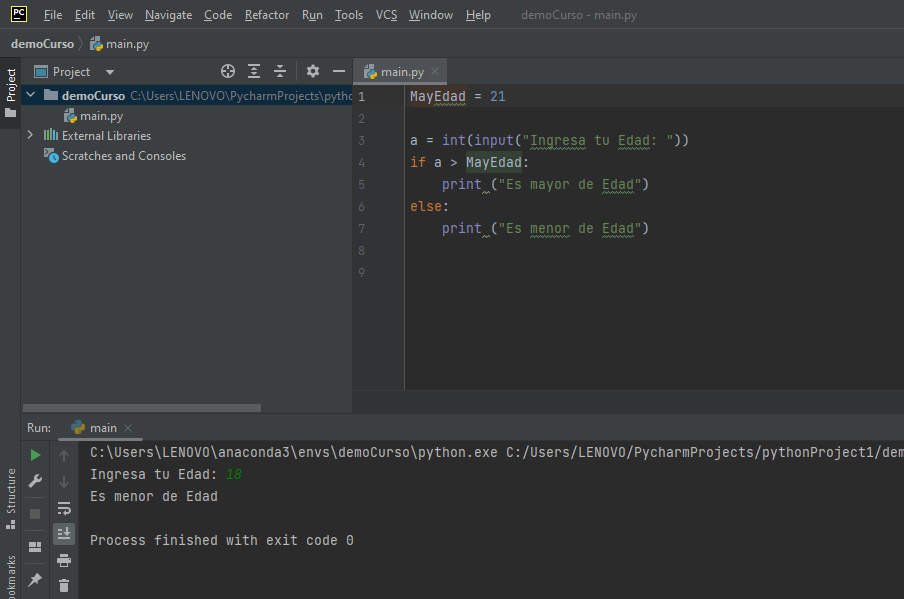 PC File Edit View Navigate Code Refactor Run Tools VCS Window Help demoCurso - main.py
demoCurso main.py
Project
Project
main.py
demoCurso C:\Users\LENOVO\PycharmProjects\pytho
main.py
External Libraries
Scratches and Consoles
1 MayEdad = 21
2
3 a = int(input("Ingresa tu Edad: "))
4 if a > MayEdad:
5 print ("Es mayor de Edad")
6 else:
7 print ("Es menor de Edad")
8
9
Run: main
C:\Users\LENOVO\anaconda3\envs\demoCurso\python.exe C:/Users/LENOVO/PycharmProjects/pythonProject1/dem
Ingresa tu Edad: 18
Es menor de Edad
Process finished with exit code 0
Structure
okmarks